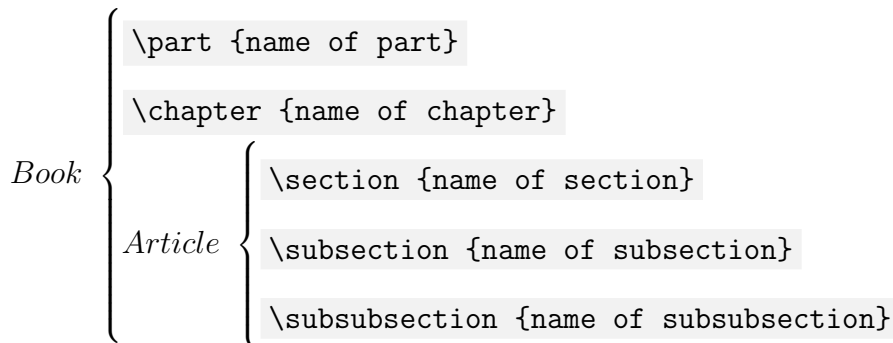 \part {name of part}
\chapter {name of chapter}
Book
\section {name of section}
Article
\subsection {name of subsection}
\subsubsection {name of subsubsection}